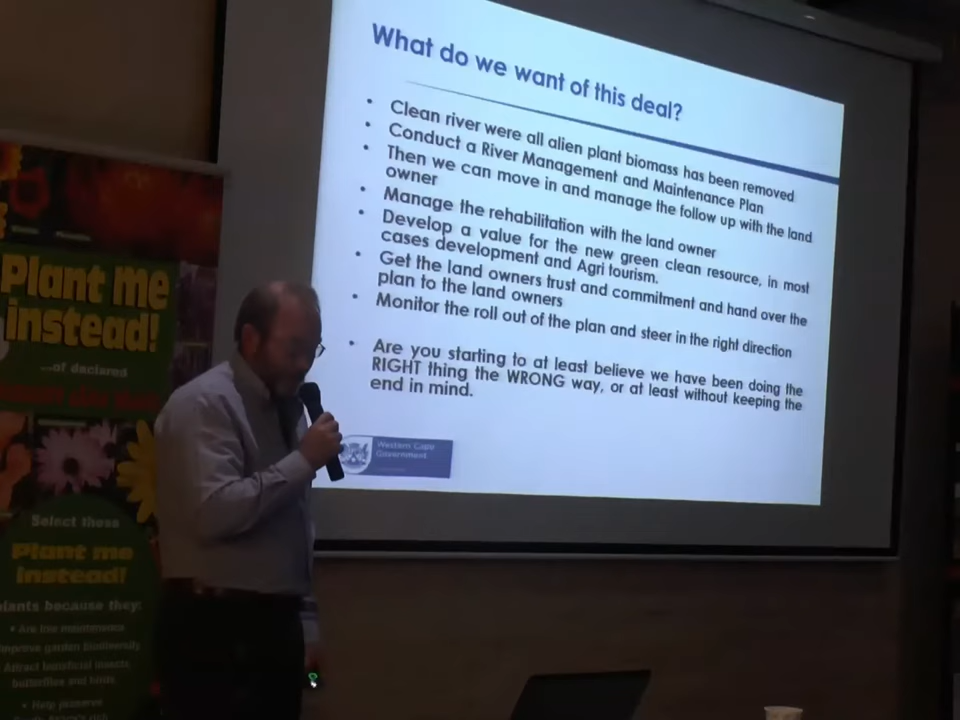 What do we want of this deal?
• Clean river were all alien plant biomass has been removed
• Conduct a River Management and Maintenance Plan
• Then we can move in and manage the follow up with the land
owner
• Manage the rehabilitation with the land owner
• Develop a value for the new green clean resource, in most
cases development and Agri tourism.
• Get the land owners trust and commitment and hand over the
plan to the land owners
• Monitor the roll out of the plan and steer in the right direction
• Are you starting to at least believe we have been doing the
RIGHT thing the WRONG way, or at least without keeping the
end in mind.
Western Cape
Government
Plant me
instead!
...of declared
Select those
Plant me
instead!
plants because they:
• Are low maintenance
Improve garden biodiversity
Attract beneficial insects
butterflies and birds
• Help preserve